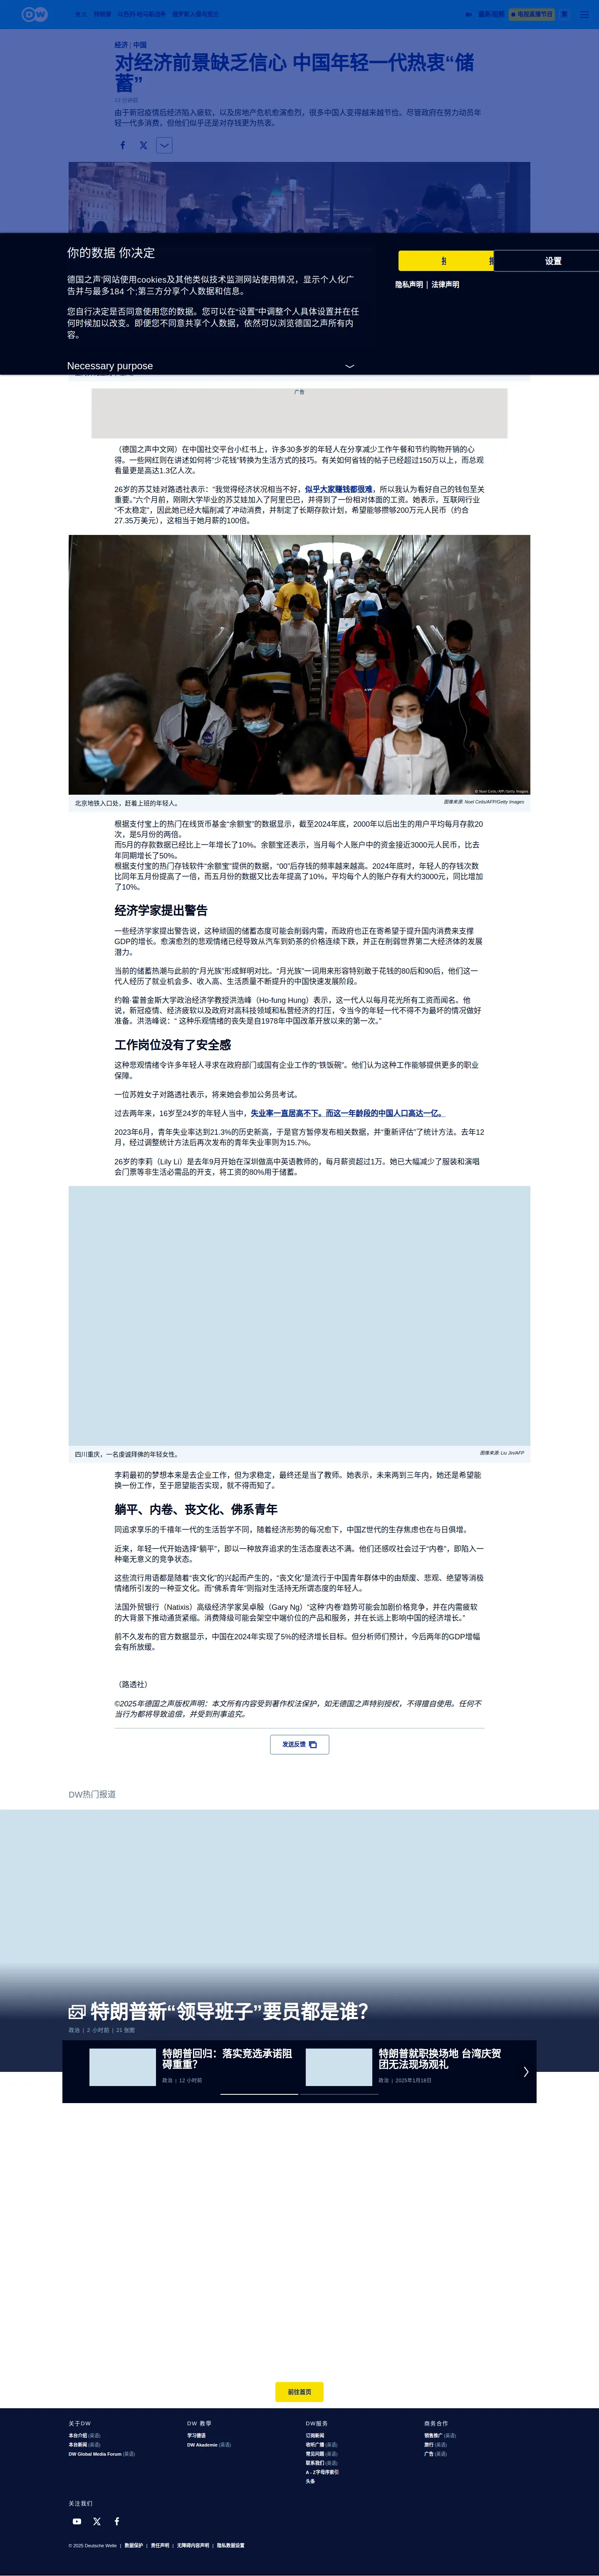 DW
经济 | 中国
对经济前景缺乏信心 中国年轻一代热衷“储
蓄”
由于新冠疫情后经济陷入疲软，以及房地产危机愈演愈烈，很多中国人变得越来越节俭。尽管政府在努力动员年
轻一代多消费，但他们似乎还是对存钱更为热衷。
你的数据 你决定
德国之声‘网站使用cookies及其他类似技术监测网站使用情况，显示个人化广
告并与最多184 个;第三方分享个人数据和信息。
您自行决定是否同意使用您的数据。您可以在“设置”中调整个人具体设置并在任
何时候加以改变。即便您不同意共享个人数据，依然可以浏览德国之声所有内
容。
Necessary purpose
设置
隐私声明 | 法律声明
广告
（德国之声中文网）在中国社交平台小红书上，许多30多岁的年轻人在分享减少工作午餐和节约购物开销的心
得。一些网红则在讲述如何将“少花钱”转换为生活方式的技巧。有关如何省钱的帖子已经超过150万以上，而总观
看量更是高达1.3亿人次。
26岁的苏艾娃对路透社表示：“我觉得经济状况相当不好，似乎大家赚钱都很难，所以我认为看好自己的钱包至关
重要。”六个月前，刚刚大学毕业的苏艾娃加入了阿里巴巴，并得到了一份相对体面的工资。她表示，互联网行业
“不太稳定”，因此她已经大幅削减了冲动消费，并制定了长期存款计划，希望能够攒够200万元人民币（约合
27.35万美元），这相当于她月薪的100倍。
© Noel Celis/AFP/Getty Images
北京地铁入口处，赶着上班的年轻人。
图像来源: Noel Celis/AFP/Getty Images
根据支付宝上的热门在线货币基金“余额宝”的数据显示，截至2024年底，2000年以后出生的用户平均每月存款20
次，是5月份的两倍。
而5月的存款数据已经比上一年增长了10%。余额宝还表示，当月每个人账户中的资金接近3000元人民币，比去
年同期增长了50%。
根据支付宝的热门存钱软件“余额宝”提供的数据，“00”后存钱的频率越来越高。2024年底时，年轻人的存钱次数
比同年五月份提高了一倍，而五月份的数据又比去年提高了10%，平均每个人的账户存有大约3000元，同比增加
了10%。
经济学家提出警告
一些经济学家提出警告说，这种顽固的储蓄态度可能会削弱内需，而政府也正在寄希望于提升国内消费来支撑
GDP的增长。愈演愈烈的悲观情绪已经导致从汽车到奶茶的价格连续下跌，并正在削弱世界第二大经济体的发展
潜力。
当前的储蓄热潮与此前的“月光族”形成鲜明对比。“月光族”一词用来形容特别敢于花钱的80后和90后，他们这一
代人经历了就业机会多、收入高、生活质量不断提升的中国快速发展阶段。
约翰·霍普金斯大学政治经济学教授洪浩峰（Ho-fung Hung）表示，这一代人以每月花光所有工资而闻名。他
说，新冠疫情、经济疲软以及政府对高科技领域和私营经济的打压，令当今的年轻一代不得不为最坏的情况做好
准备。洪浩峰说：“ 这种乐观情绪的丧失是自1978年中国改革开放以来的第一次。”
工作岗位没有了安全感
这种悲观情绪令许多年轻人寻求在政府部门或国有企业工作的“铁饭碗”。他们认为这种工作能够提供更多的职业
保障。
一位苏姓女子对路透社表示，将来她会参加公务员考试。
过去两年来，16岁至24岁的年轻人当中，失业率一直居高不下。而这一年龄段的中国人口高达一亿。
2023年6月，青年失业率达到21.3%的历史新高，于是官方暂停发布相关数据，并“重新评估”了统计方法。去年12
月，经过调整统计方法后再次发布的青年失业率则为15.7%。
26岁的李莉（Lily Li）是去年9月开始在深圳做高中英语教师的，每月薪资超过1万。她已大幅减少了服装和演唱
会门票等非生活必需品的开支，将工资的80%用于储蓄。
四川重庆，一名虔诚拜佛的年轻女性。
图像来源: Liu Jin/AFP
李莉最初的梦想本来是去企业工作，但为求稳定，最终还是当了教师。她表示，未来两到三年内，她还是希望能
换一份工作，至于愿望能否实现，就不得而知了。
躺平、内卷、丧文化、佛系青年
同追求享乐的千禧年一代的生活哲学不同，随着经济形势的每况愈下，中国Z世代的生存焦虑也在与日俱增。
近来，年轻一代开始选择“躺平”，即以一种放弃追求的生活态度表达不满。他们还感叹社会过于“内卷”，即陷入一
种毫无意义的竞争状态。
这些流行用语都是随着“丧文化”的兴起而产生的，“丧文化”是流行于中国青年群体中的由颓废、悲观、绝望等消极
情绪所引发的一种亚文化。而“佛系青年”则指对生活持无所谓态度的年轻人。
法国外贸银行（Natixis）高级经济学家吴卓殷（Gary Ng）“这种‘内卷’趋势可能会加剧价格竞争，并在内需疲软
的大背景下推动通货紧缩。消费降级可能会架空中端价位的产品和服务，并在长远上影响中国的经济增长。”
前不久发布的官方数据显示，中国在2024年实现了5%的经济增长目标。但分析师们预计，今后两年的GDP增幅
会有所放缓。
（路透社）
©2025年德国之声版权声明：本文所有内容受到著作权法保护，如无德国之声特别授权，不得擅自使用。任何不
当行为都将导致追偿，并受到刑事追究。
发送反馈
DW热门报道
特朗普新“领导班子”要员都是谁？
政治 | 2 小时前 | 21 张图
特朗普回归：落实竞选承诺阻
碍重重？
政治 | 12 小时前
特朗普就职换场地 台湾庆贺
团无法现场观礼
政治 | 2025年1月18日
前往首页
关于DW
本台介绍 (英语)
本台新闻 (英语)
DW Global Media Forum (英语)
DW 教学
学习德语
DW Akademie (英语)
DW服务
订阅新闻
收听广播 (英语)
常见问题 (英语)
联系我们 (英语)
A - Z字母序索引
头条
商务合作
销售推广 (英语)
旅行 (英语)
广告 (英语)
关注我们
© 2025 Deutsche Welle | 数据保护 | 责任声明 | 无障碍内容声明 | 隐私数据设置